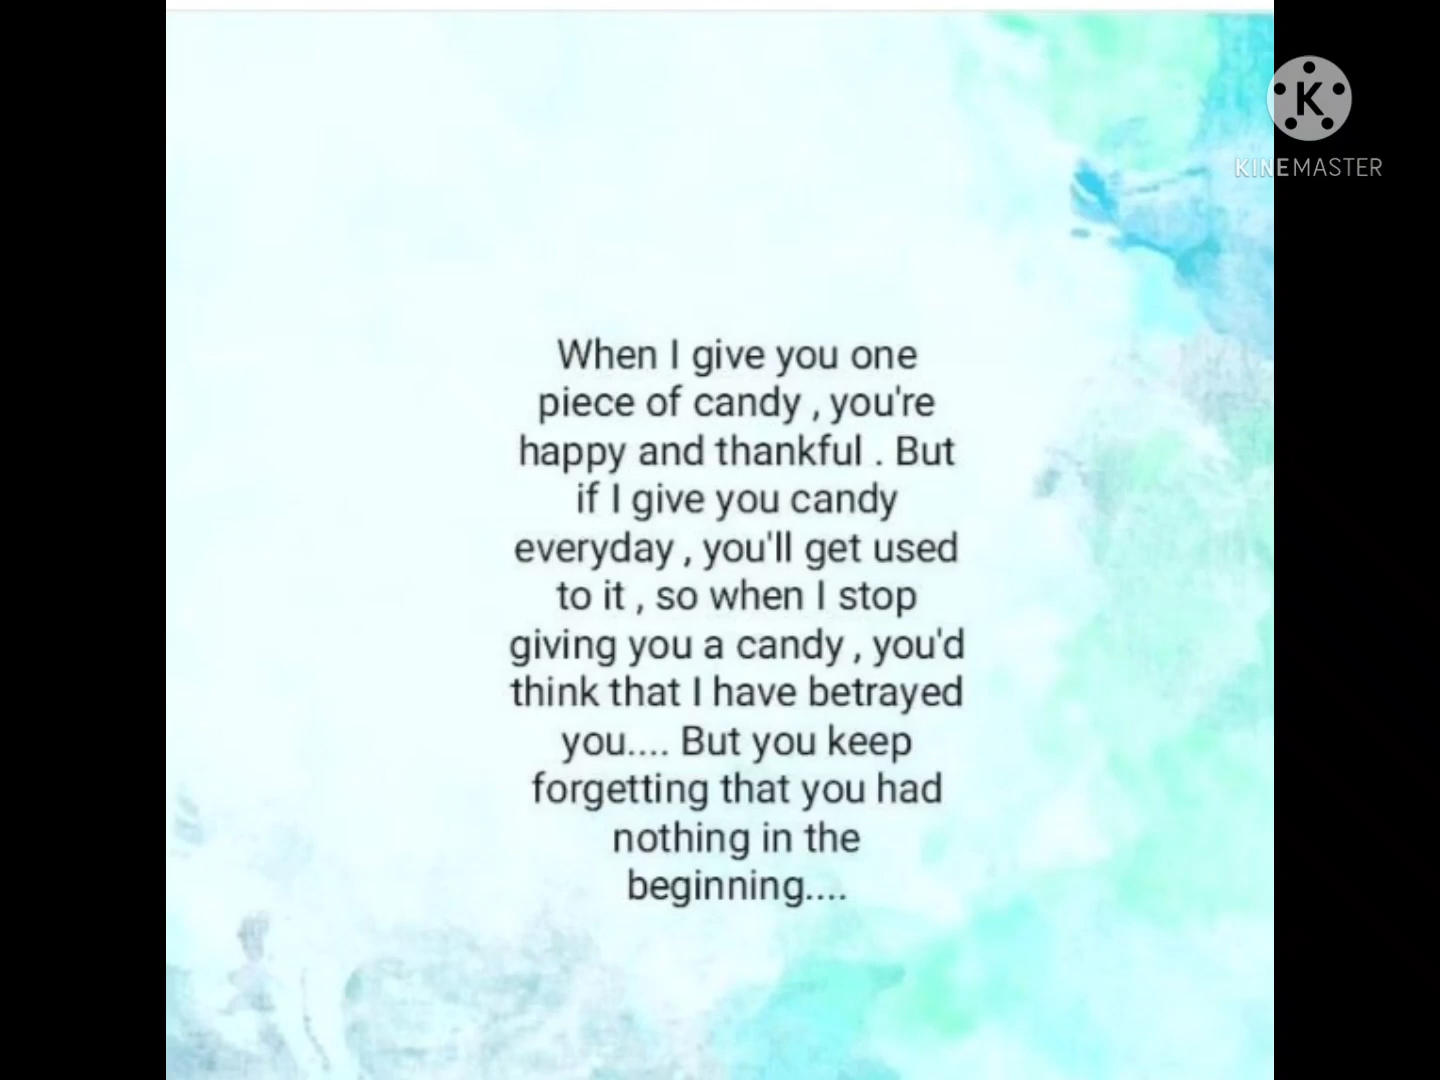 KINEMASTER
When I give you one
piece of candy , you're
happy and thankful . But
if I give you candy
everyday , you'll get used
to it , so when I stop
giving you a candy , you'd
think that I have betrayed
you.... But you keep
forgetting that you had
nothing in the
beginning....